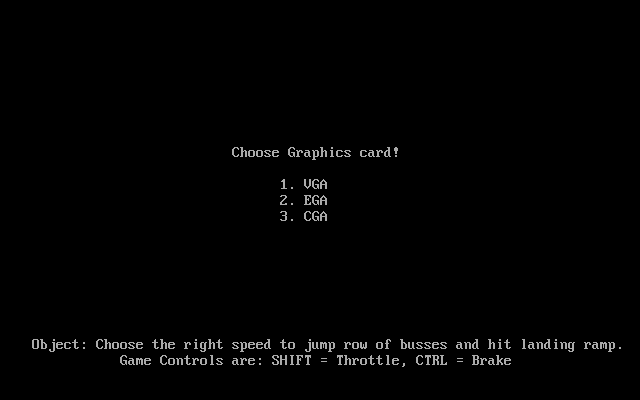 Choose Graphics card!
1. VGA
2. EGA
3. CGA
Object: Choose the right speed to jump row of busses and hit landing ramp.
Game Controls are: SHIFT = Throttle, CTRL = Brake